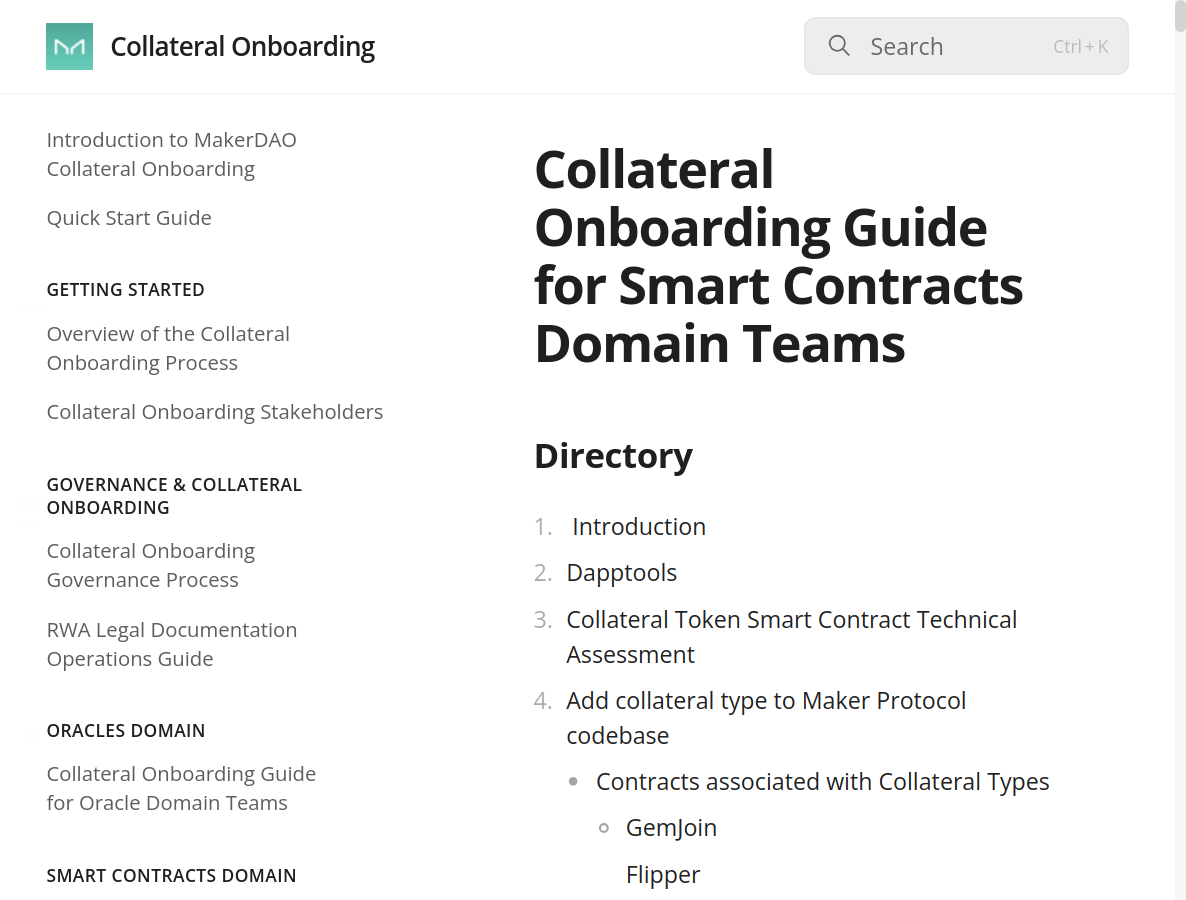 Collateral Onboarding
Search
Ctrl + K
Introduction to MakerDAO
Collateral Onboarding
Quick Start Guide
GETTING STARTED
Overview of the Collateral
Onboarding Process
Collateral Onboarding Stakeholders
GOVERNANCE & COLLATERAL
ONBOARDING
Collateral Onboarding
Governance Process
RWA Legal Documentation
Operations Guide
ORACLES DOMAIN
Collateral Onboarding Guide
for Oracle Domain Teams
SMART CONTRACTS DOMAIN
Collateral
Onboarding Guide
for Smart Contracts
Domain Teams
Directory
1. Introduction
2. Dapptools
3. Collateral Token Smart Contract Technical
Assessment
4. Add collateral type to Maker Protocol
codebase
Contracts associated with Collateral Types
GemJoin
Flipper